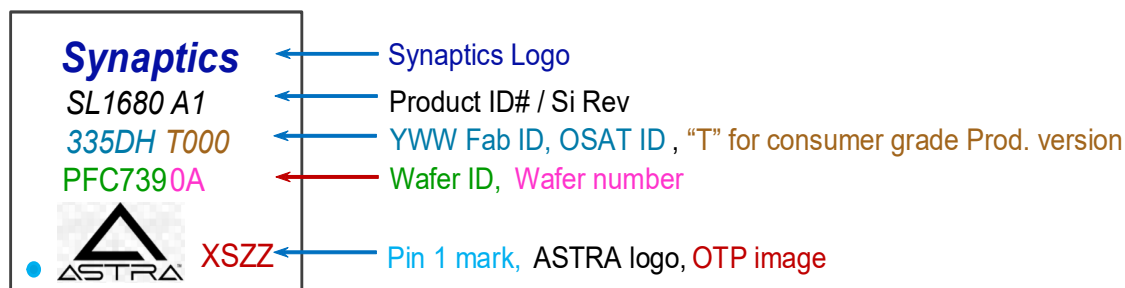 Synaptics Synaptics Logo
SL1680 A1 Product ID# / Si Rev
335DH T000 YWW Fab ID, OSAT ID , “T” for consumer grade Prod. version
PFC7390A Wafer ID, Wafer number
ASTRA XSZZ Pin 1 mark, ASTRA logo, OTP image